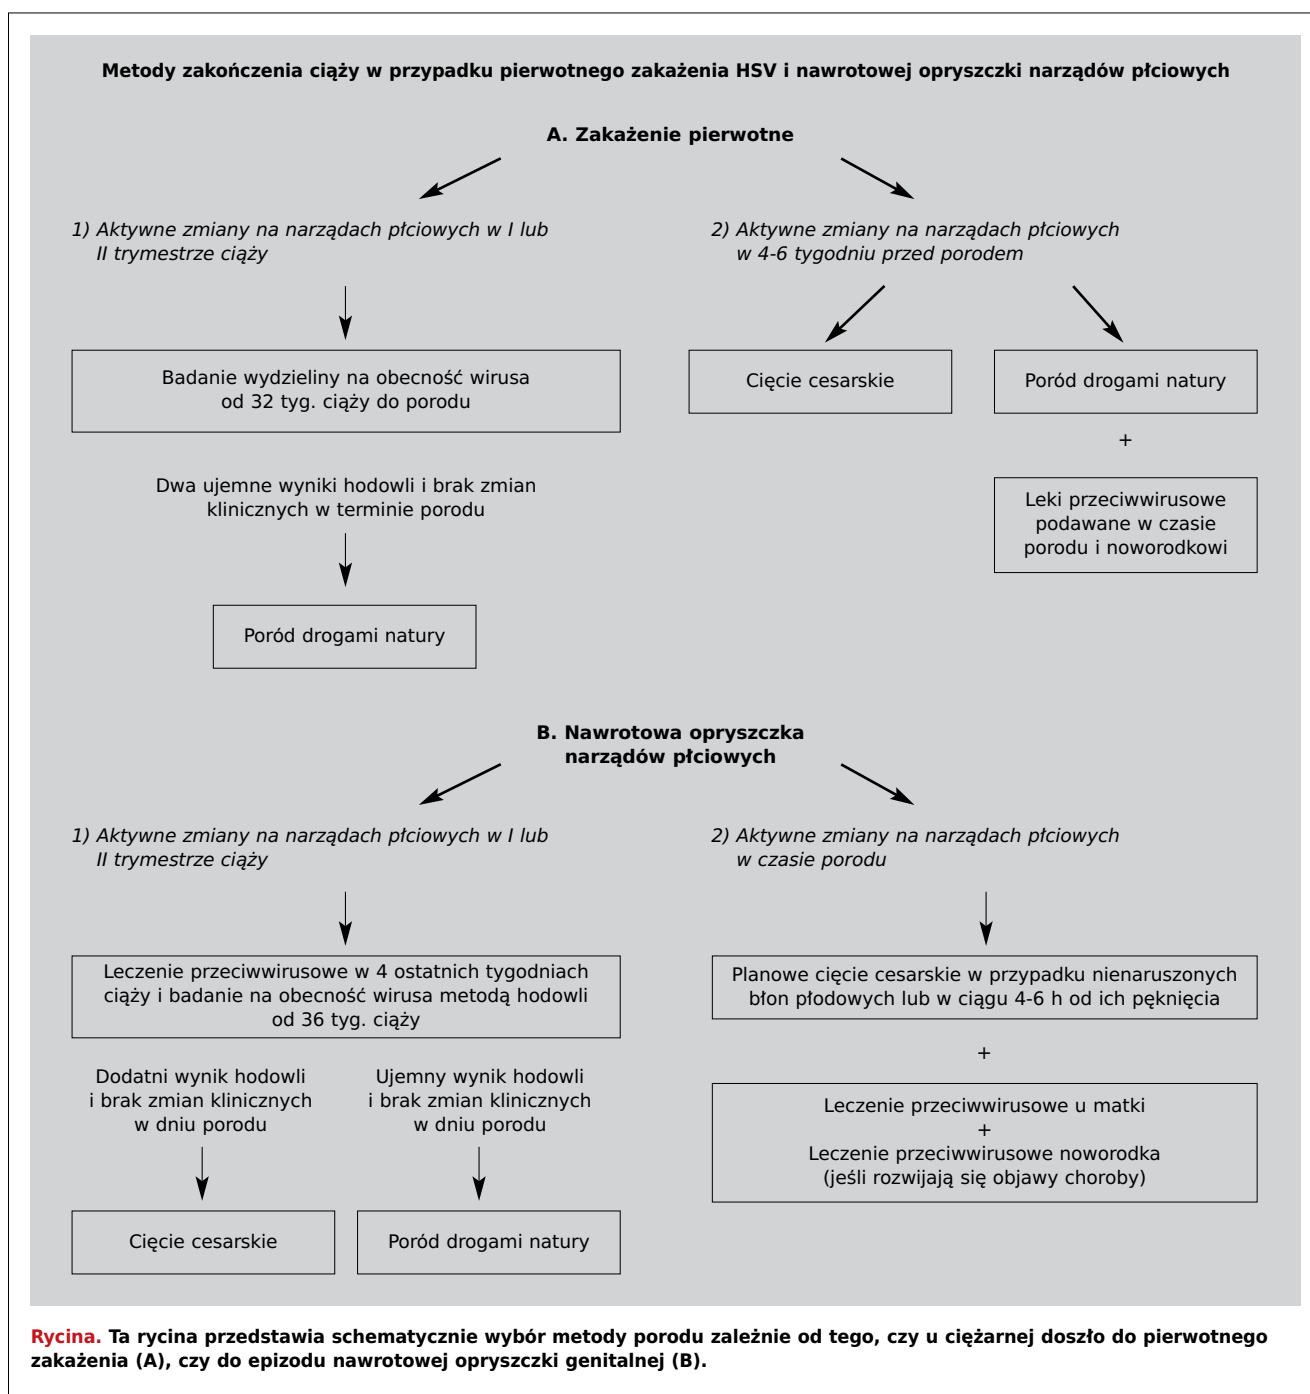 Metody zakończenia ciąży w przypadku pierwotnego zakażenia HSV i nawrotowej opryszczki narządów płciowych
A. Zakażenie pierwotne
1) Aktywne zmiany na narządach płciowych w I lub
II trymestrze ciąży
Badanie wydzieliny na obecność wirusa
od 32 tyg. ciąży do porodu
Dwa ujemne wyniki hodowli i brak zmian
klinicznych w terminie porodu
Poród drogami natury
2) Aktywne zmiany na narządach płciowych
w 4-6 tygodniu przed porodem
Cięcie cesarskie
Poród drogami natury
+
Leki przeciwwirusowe
podawane w czasie
porodu i noworodkowi
B. Nawrotowa opryszczka
narządów płciowych
1) Aktywne zmiany na narządach płciowych w I lub
II trymestrze ciąży
Leczenie przeciwwirusowe w 4 ostatnich tygodniach
ciąży i badanie na obecność wirusa metodą hodowli
od 36 tyg. ciąży
Dodatni wynik hodowli
i brak zmian klinicznych
w dniu porodu
Cięcie cesarskie
Ujemny wynik hodowli
i brak zmian klinicznych
w dniu porodu
Poród drogami natury
2) Aktywne zmiany na narządach płciowych
w czasie porodu
Planowe cięcie cesarskie w przypadku nienaruszonych
błon płodowych lub w ciągu 4-6 h od ich pęknięcia
+
Leczenie przeciwwirusowe u matki
+
Leczenie przeciwwirusowe noworodka
(jeśli rozwijają się objawy choroby)
Rycina. Ta rycina przedstawia schematycznie wybór metody porodu zależnie od tego, czy u ciężarnej doszło do pierwotnego
zakażenia (A), czy do epizodu nawrotowej opryszczki genitalnej (B).